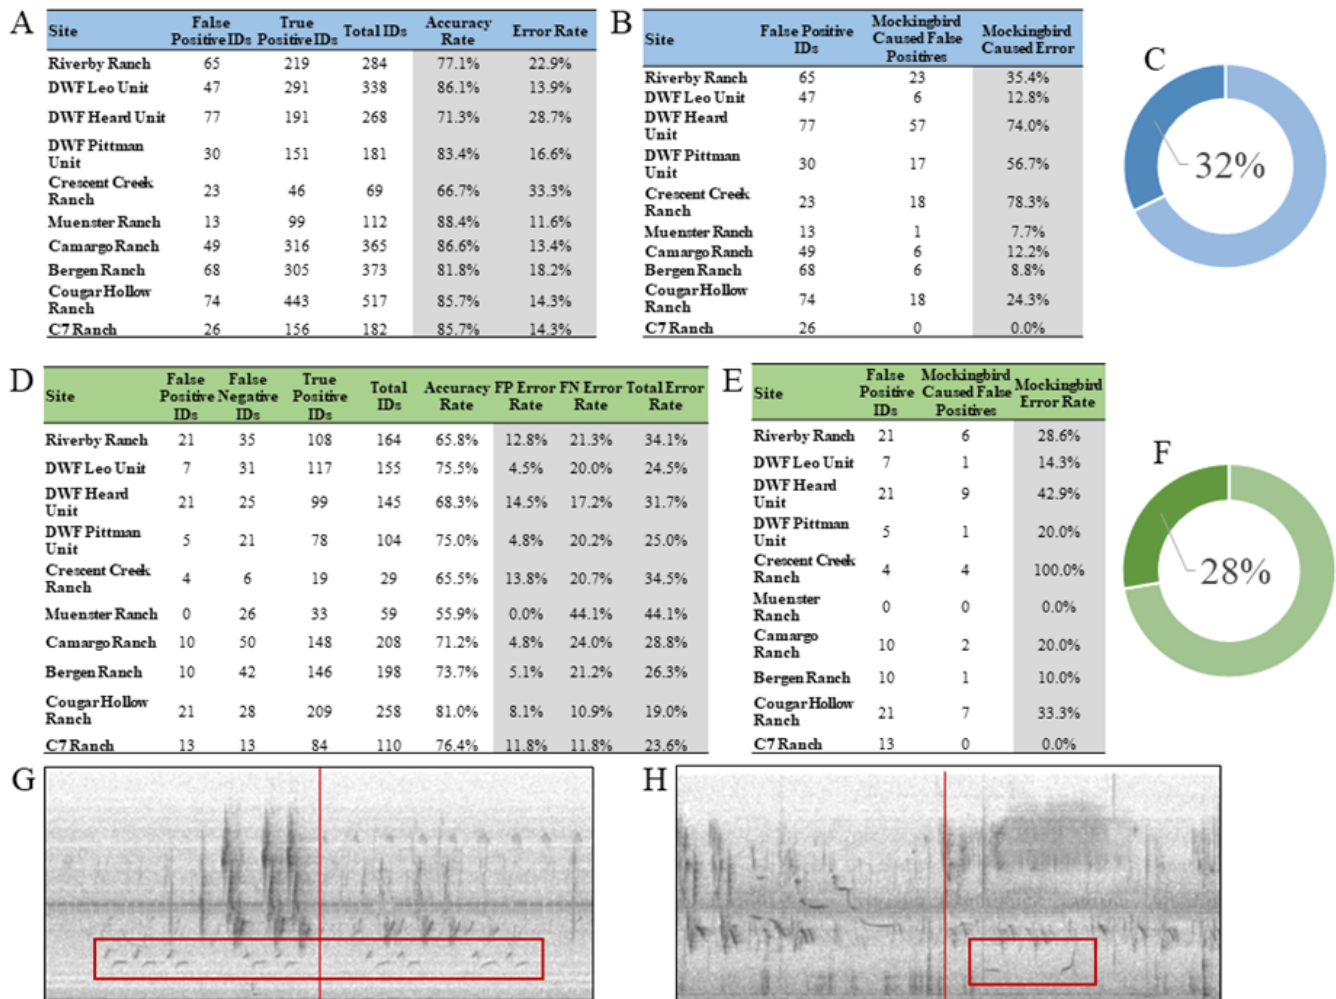 A
Site False Positive IDs True Positive IDs Total IDs Accuracy Rate Error Rate
Riverby Ranch 65 219 284 77.1% 22.9%
DWF Leo Unit 47 291 338 86.1% 13.9%
DWF Heard Unit 77 191 268 71.3% 28.7%
DWF Pittman Unit 30 151 181 83.4% 16.6%
Crescent Creek Ranch 23 46 69 66.7% 33.3%
Muenster Ranch 13 99 112 88.4% 11.6%
Camargo Ranch 49 316 365 86.6% 13.4%
Bergen Ranch 68 305 373 81.8% 18.2%
Cougar Hollow Ranch 74 443 517 85.7% 14.3%
C7 Ranch 26 156 182 85.7% 14.3%
B
Site False Positive IDs Mockingbird Caused False Positives Mockingbird Caused Error
Riverby Ranch 65 23 35.4%
DWF Leo Unit 47 6 12.8%
DWF Heard Unit 77 57 74.0%
DWF Pittman Unit 30 17 56.7%
Crescent Creek Ranch 23 18 78.3%
Muenster Ranch 13 1 7.7%
Camargo Ranch 49 6 12.2%
Bergen Ranch 68 6 8.8%
Cougar Hollow Ranch 74 18 24.3%
C7 Ranch 26 0 0.0%
C
32%
D
Site False Positive IDs False Negative IDs True Positive IDs Total IDs Accuracy Rate FP Error Rate FN Error Rate Total Error Rate
Riverby Ranch 21 35 108 164 65.8% 12.8% 21.3% 34.1%
DWF Leo Unit 7 31 117 155 75.5% 4.5% 20.0% 24.5%
DWF Heard Unit 21 25 99 145 68.3% 14.5% 17.2% 31.7%
DWF Pittman Unit 5 21 78 104 75.0% 4.8% 20.2% 25.0%
Crescent Creek Ranch 4 6 19 29 65.5% 13.8% 20.7% 34.5%
Muenster Ranch 0 26 33 59 55.9% 0.0% 44.1% 44.1%
Camargo Ranch 10 50 148 208 71.2% 4.8% 24.0% 28.8%
Bergen Ranch 10 42 146 198 73.7% 5.1% 21.2% 26.3%
Cougar Hollow Ranch 21 28 209 258 81.0% 8.1% 10.9% 19.0%
C7 Ranch 13 13 84 110 76.4% 11.8% 11.8% 23.6%
E
Site False Positive IDs Mockingbird Caused False Positives Mockingbird Error Rate
Riverby Ranch 21 6 28.6%
DWF Leo Unit 7 1 14.3%
DWF Heard Unit 21 9 42.9%
DWF Pittman Unit 5 1 20.0%
Crescent Creek Ranch 4 4 100.0%
Muenster Ranch 0 0 0.0%
Camargo Ranch 10 2 20.0%
Bergen Ranch 10 1 10.0%
Cougar Hollow Ranch 21 7 33.3%
C7 Ranch 13 0 0.0%
F
28%
G
H